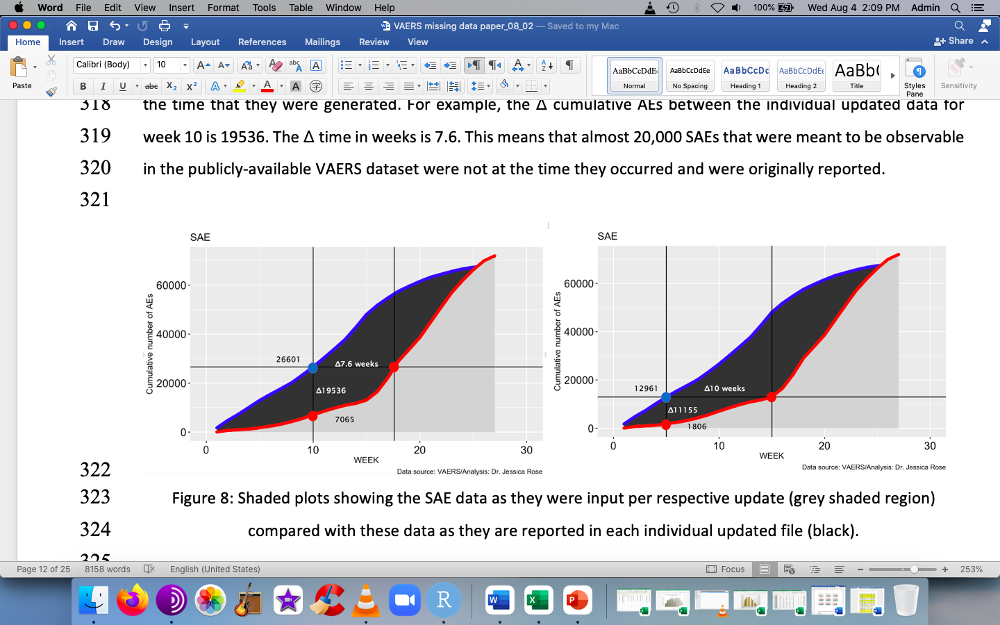 Word File Edit View Insert Format Tools Table Window Help 100% Wed Aug 4 2:09 PM Admin
VAERS missing data paper_08_02 — Saved to my Mac
Home Insert Draw Design Layout References Mailings Review View Share
Paste Calibri (Body) 10 A A Aa A abc A AaBbCcDdEe AaBbCcDdEe AaBbCcDc AaBbCcDdEe AaBb(
B I U abc X2 X2 A A A Normal No Spacing Heading 1 Heading 2 Title Styles Pane Sensitivity
318 the time that they were generated. For example, the Δ cumulative AEs between the individual updated data for
319 week 10 is 19536. The Δ time in weeks is 7.6. This means that almost 20,000 SAEs that were meant to be observable
320 in the publicly-available VAERS dataset were not at the time they occurred and were originally reported.
321
SAE
Cumulative number of AEs
60000
40000
20000
0
26601
Δ7.6 weeks
Δ19536
7065
0 10 20 30
WEEK
Data source: VAERS/Analysis: Dr. Jessica Rose
SAE
Cumulative number of AEs
60000
40000
20000
0
12961
Δ10 weeks
Δ11155
1806
0 10 20 30
WEEK
Data source: VAERS/Analysis: Dr. Jessica Rose
322
323 Figure 8: Shaded plots showing the SAE data as they were input per respective update (grey shaded region)
324 compared with these data as they are reported in each individual updated file (black).
325
Page 12 of 25 8158 words English (United States) Focus 253%
R W X P